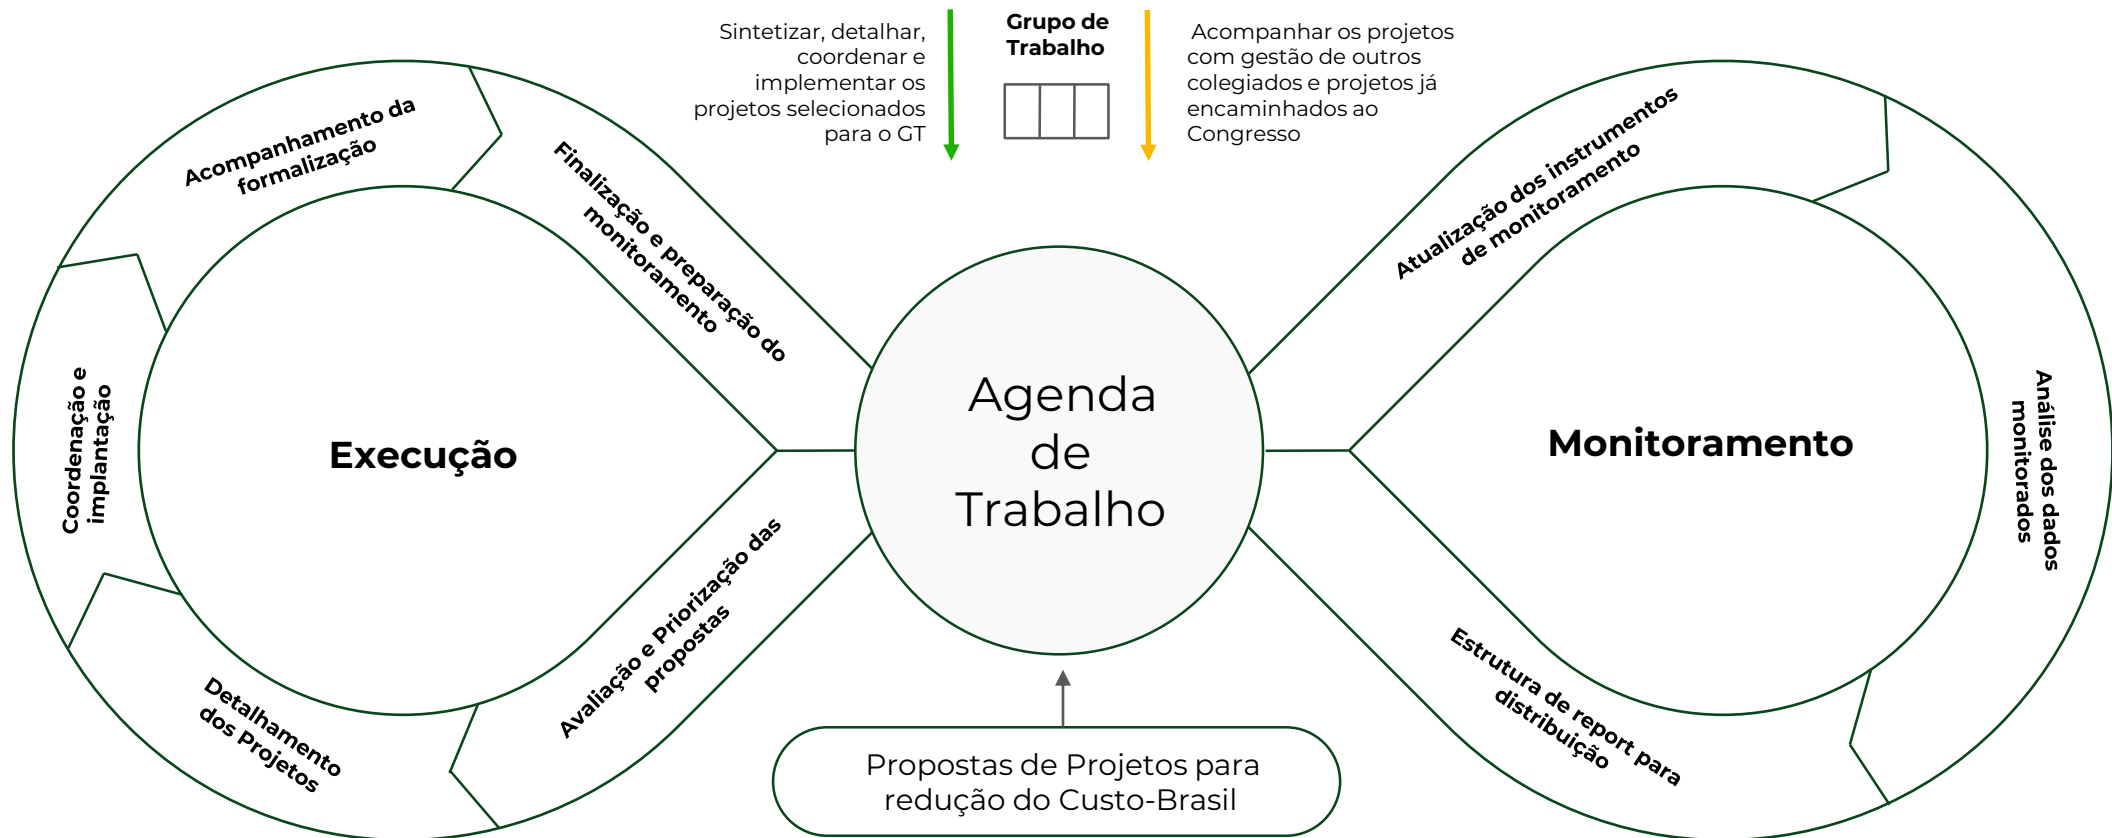 Sintetizar, detalhar,
coordenar e
implementar os
projetos selecionados
para o GT
Grupo de
Trabalho
Acompanhar os projetos
com gestão de outros
colegiados e projetos já
encaminhados ao
Congresso
Acompanhamento da
formalização
Finalização e preparação do
monitoramento
Coordenação e
implantação
Execução
Detalhamento
dos Projetos
Avaliação e Priorização das
propostas
Agenda
de
Trabalho
Atualização dos instrumentos
de monitoramento
Monitoramento
Análise dos dados
monitorados
Estrutura de report para
distribuição
Propostas de Projetos para
redução do Custo-Brasil